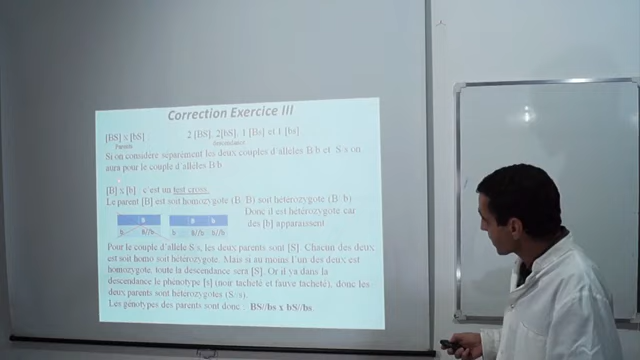 Correction Exercice III
[BS] x [bS] 2 [BS], 2[bS], 1 [Bs] et 1 [bs]
Parents descendance
Si on considère séparément les deux couples d'allèles B b et S s on
aura pour le couple d'allèles B b
[B] x [b] c'est un test cross.
Le parent [B] est soit homozygote (B/ B) soit hétérozygote (B/ b)
Donc il est hétérozygote car
des [b] apparaissent
b B//b b//b
Pour le couple d'allèle S s, les deux parents sont [S]. Chacun des deux
est soit homo soit hétérozygote. Mais si au moins l'un des deux est
homozygote, toute la descendance sera [S]. Or il ya dans la
descendance le phénotype [s] (noir tacheté et fauve tacheté), donc les
deux parents sont hétérozygotes (S/ s).
Les génotypes des parents sont donc : BS//bs x bS//bs